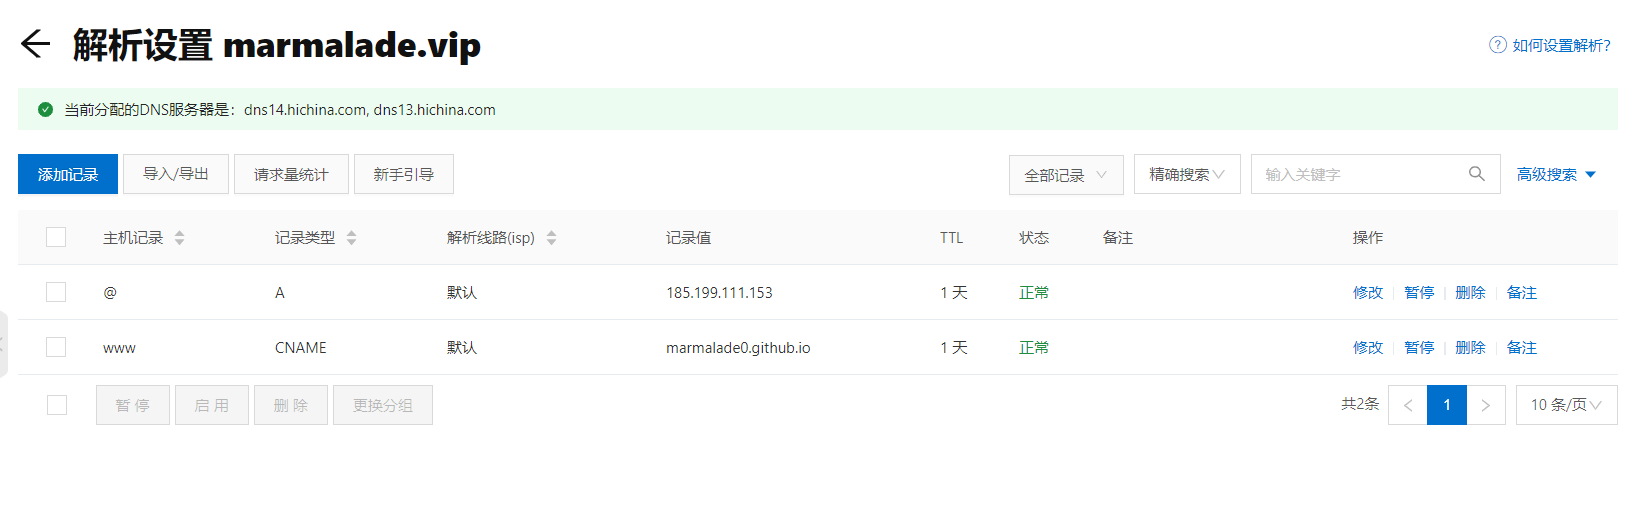 解析设置 marmalade.vip
如何设置解析?
当前分配的DNS服务器是：dns14.hichina.com, dns13.hichina.com
添加记录 导入/导出 请求量统计 新手引导 全部记录 精确搜索 输入关键字 高级搜索
主机记录 记录类型 解析线路(isp) 记录值 TTL 状态 备注 操作
@ A 默认 185.199.111.153 1 天 正常 修改 暂停 删除 备注
www CNAME 默认 marmalade0.github.io 1 天 正常 修改 暂停 删除 备注
暂 停 启 用 删 除 更换分组 共2条 1 10 条/页